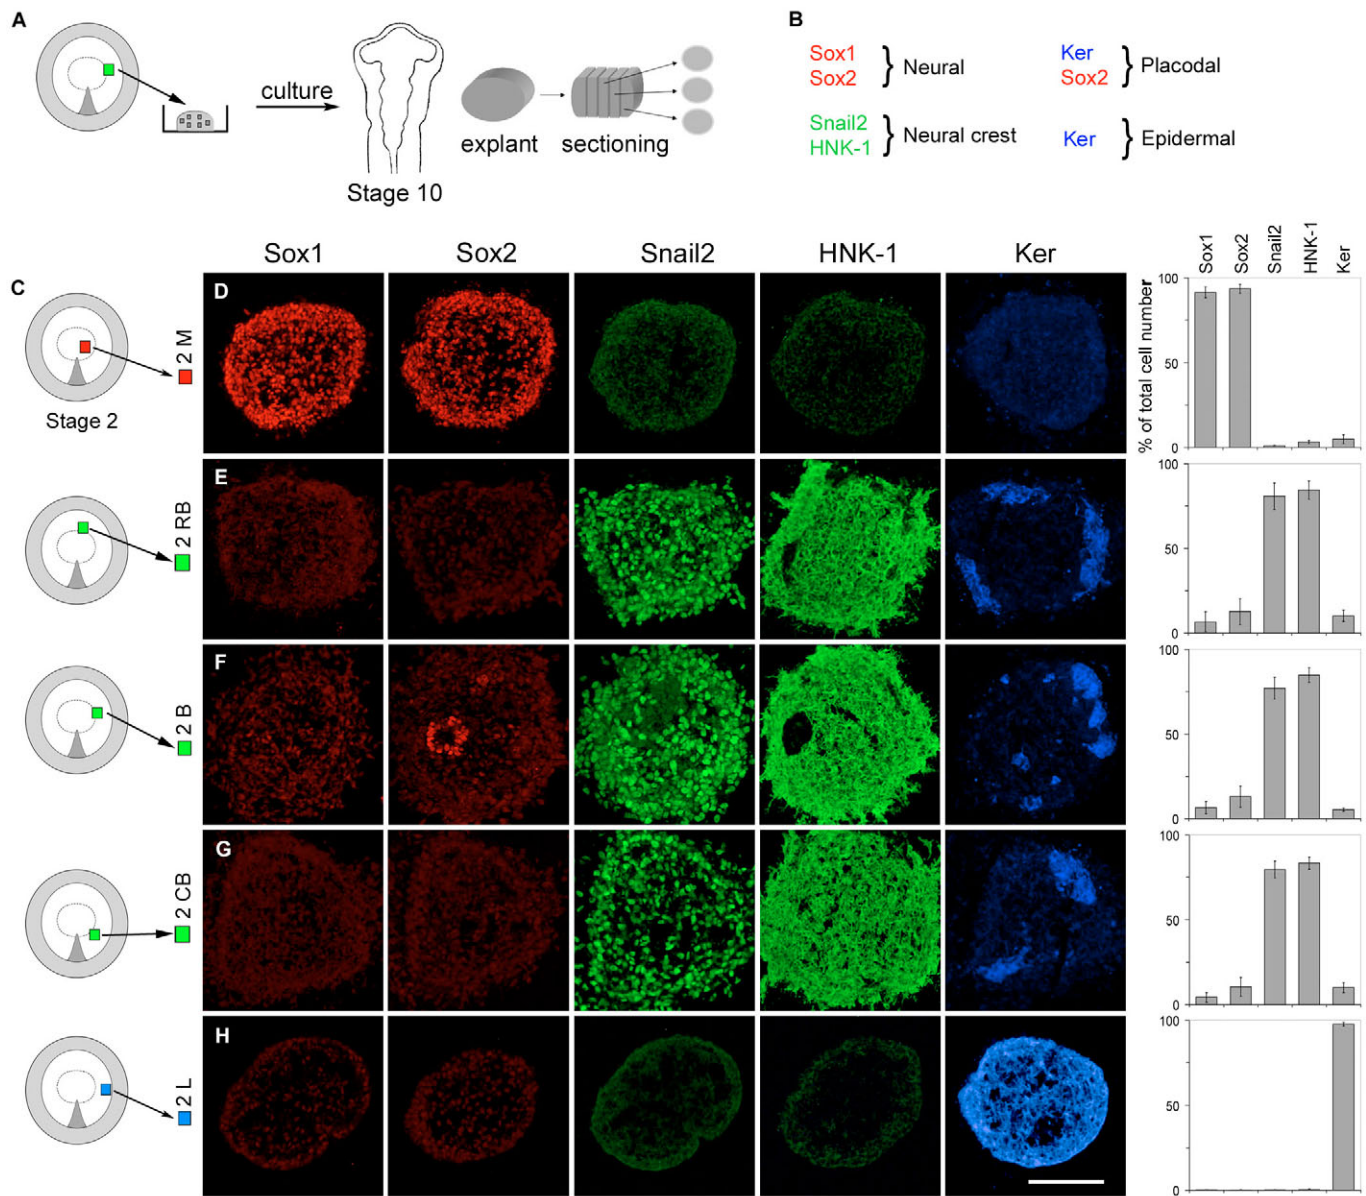 A
culture
explant
sectioning
Stage 10
B
Sox1
Sox2
} Neural
Ker
Sox2
} Placodal
Snail2
HNK-1
} Neural crest
Ker } Epidermal
Sox1 Sox2 Snail2 HNK-1 Ker
Sox1 Sox2 Snail2 HNK-1 Ker
C
Stage 2
2 M
D
% of total cell number
100
50
0
2 RB
E
100
50
0
2 B
F
100
50
0
2 CB
G
100
50
0
2 L
H
100
50
0